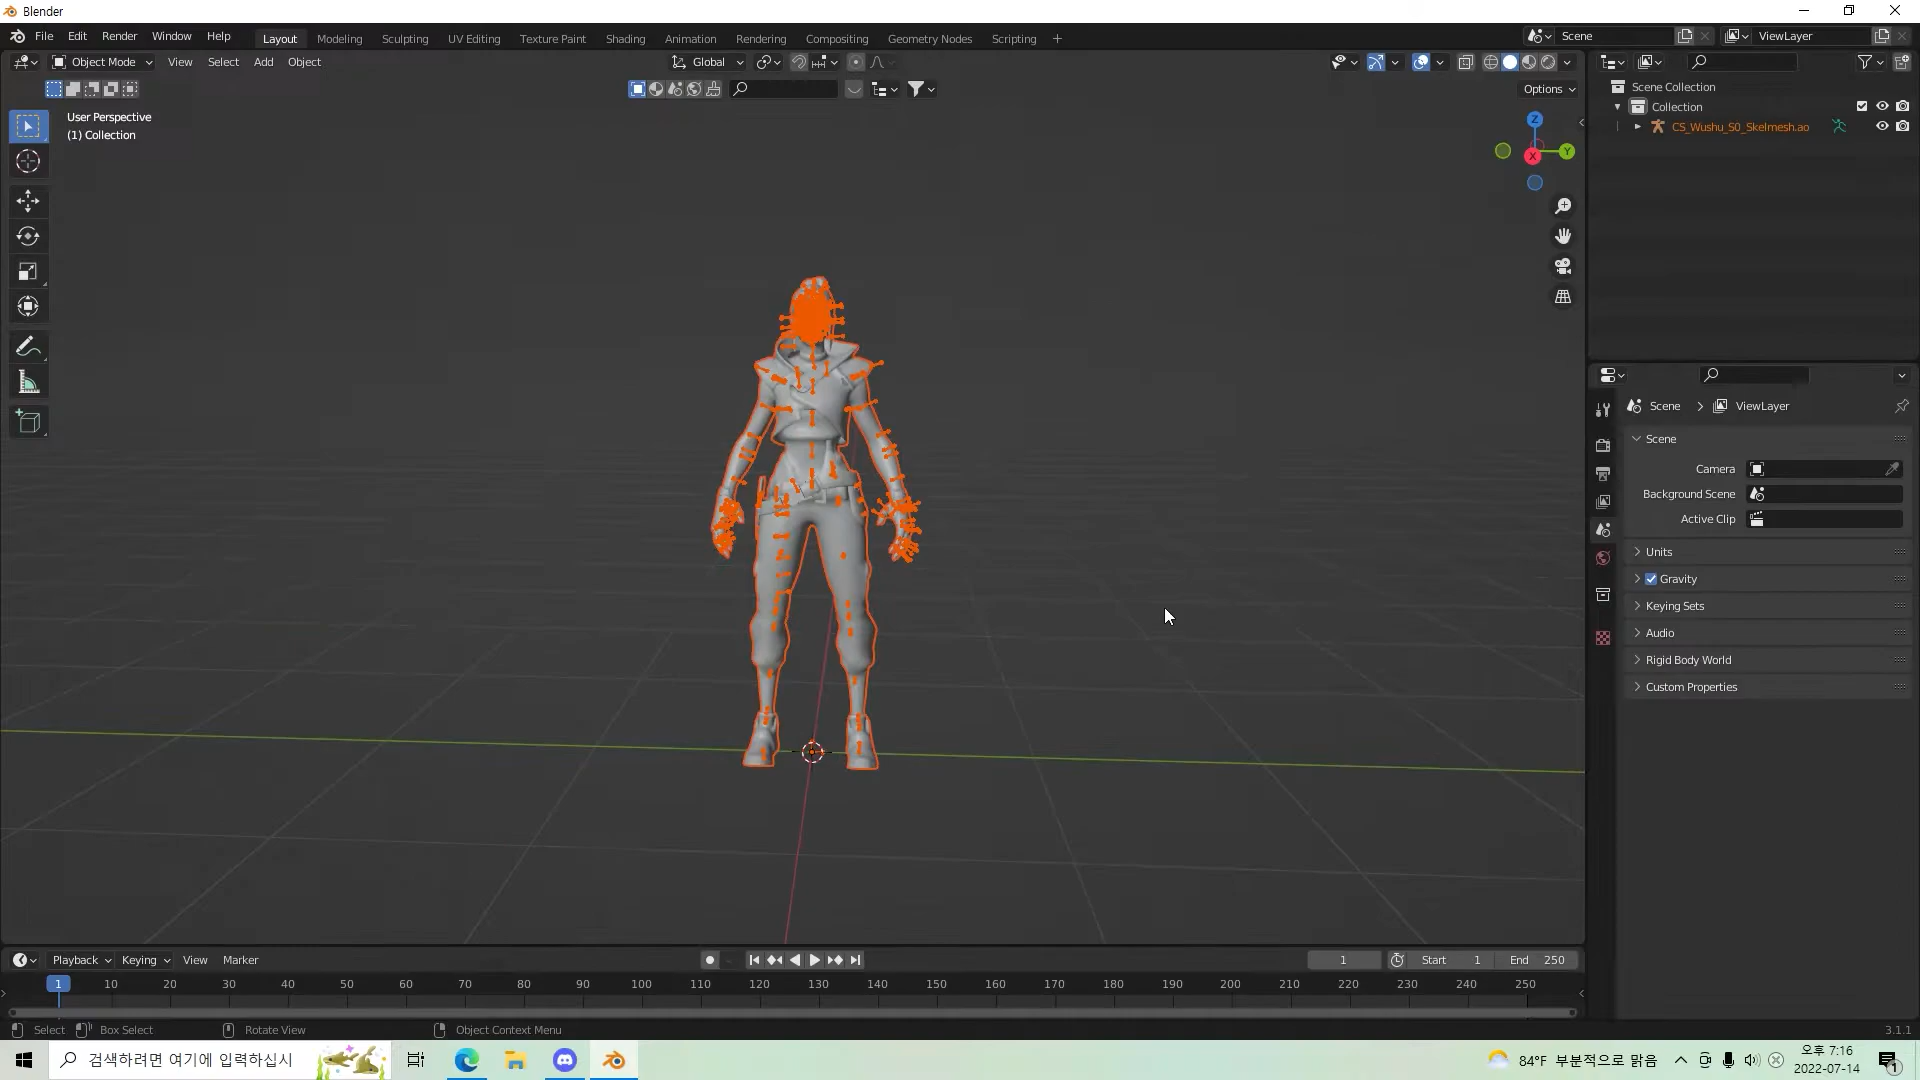 Blender
File Edit Render Window Help Layout Modeling Sculpting UV Editing Texture Paint Shading Animation Rendering Compositing Geometry Nodes Scripting + Scene ViewLayer
Object Mode View Select Add Object Global
Options
User Perspective
(1) Collection
Z
Y
X
Scene Collection
Collection
CS_Wushu_S0_Skelmesh.ao
Scene > ViewLayer
Scene
Camera
Background Scene
Active Clip
Units
Gravity
Keying Sets
Audio
Rigid Body World
Custom Properties
Playback Keying View Marker 1 Start 1 End 250
1 10 20 30 40 50 60 70 80 90 100 110 120 130 140 150 160 170 180 190 200 210 220 230 240 250
Select Box Select Rotate View Object Context Menu 3.1.1
검색하려면 여기에 입력하십시 84°F 부분적으로 맑음 오후 7:16
2022-07-14 1